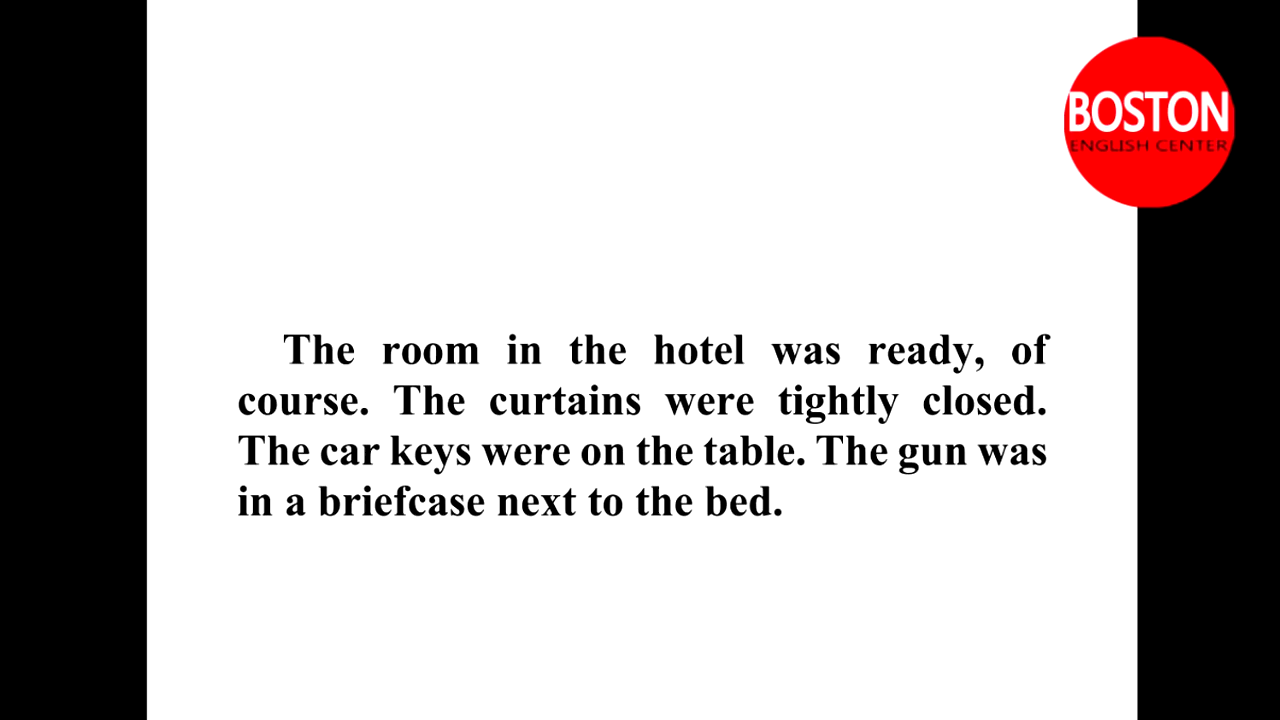 BOSTON
ENGLISH CENTER
The room in the hotel was ready, of
course. The curtains were tightly closed.
The car keys were on the table. The gun was
in a briefcase next to the bed.